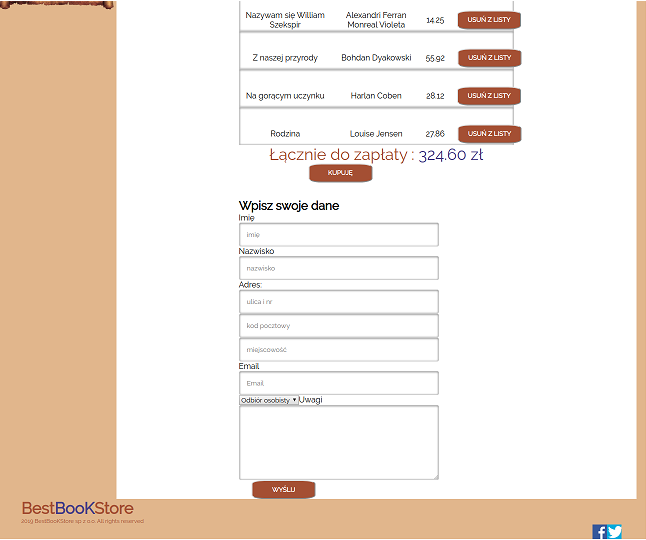 Nazywam się William Szekspir Alexandri Ferran Monreal Violeta 14.25 USUŃ Z LISTY
Z naszej przyrody Bohdan Dyakowski 55.92 USUŃ Z LISTY
Na gorącym uczynku Harlan Coben 28.12 USUŃ Z LISTY
Rodzina Louise Jensen 27.86 USUŃ Z LISTY
Łącznie do zapłaty : 324.60 zł
KUPUJĘ
Wpisz swoje dane
Imię
imie
Nazwisko
nazwisko
Adres:
ulica i nr
kod pocztowy
miejscowość
Email
Email
Odbiór osobisty Uwagi
WYŚLIJ
BestBooKStore
2019 BestBooKStore sp.z o.o. All rights reserved